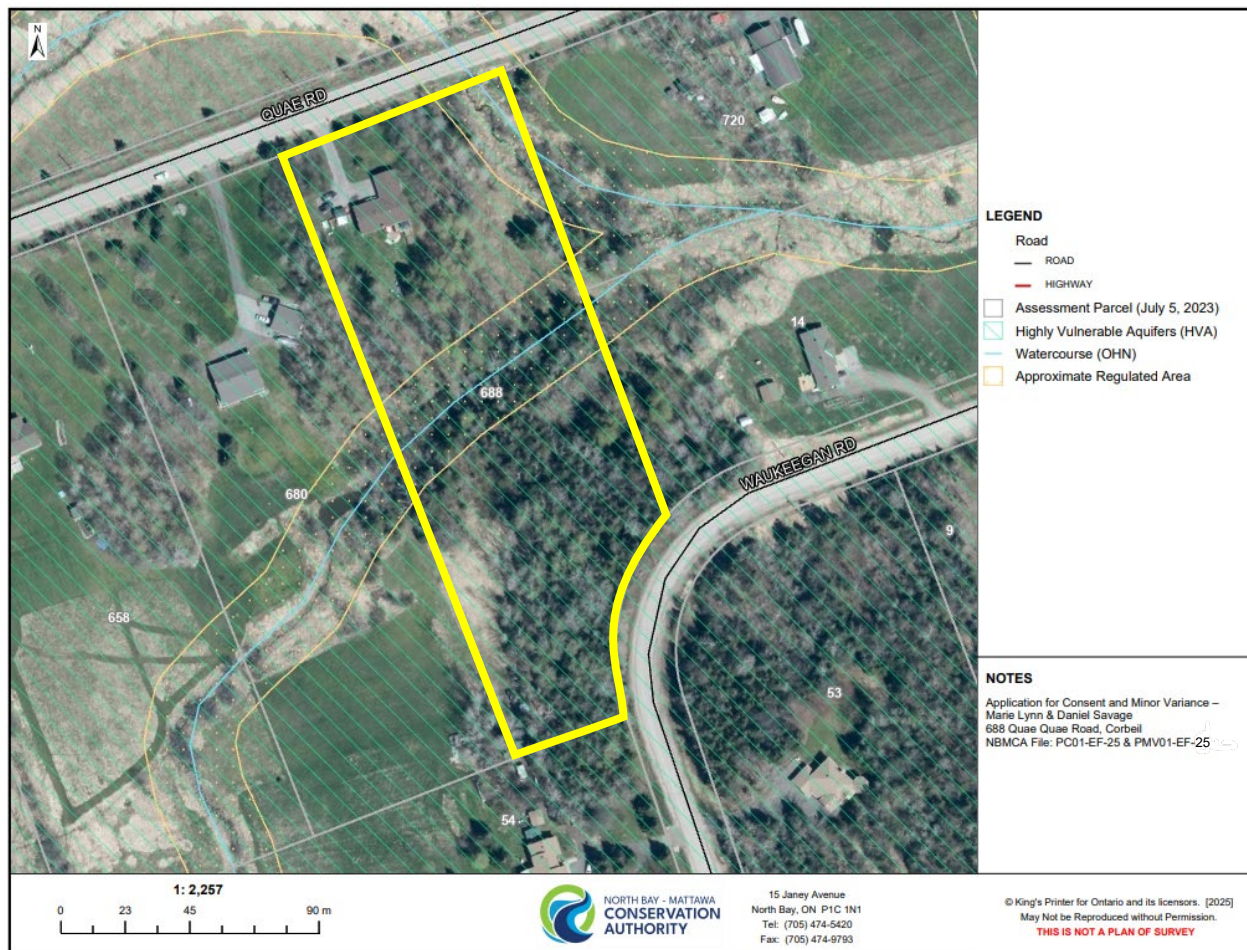 N
QUAE RD
720
14
688
WAUKEEGAN RD
680
9
658
53
54
LEGEND
Road
ROAD
HIGHWAY
Assessment Parcel (July 5, 2023)
Highly Vulnerable Aquifers (HVA)
Watercourse (OHN)
Approximate Regulated Area
NOTES
Application for Consent and Minor Variance –
Marie Lynn & Daniel Savage
688 Quae Quae Road, Corbeil
NBMCA File: PC01-EF-25 & PMV01-EF-25
1: 2,257
0 23 45 90 m
NORTH BAY - MATTAWA
CONSERVATION
AUTHORITY
15 Janey Avenue
North Bay, ON P1C 1N1
Tel: (705) 474-5420
Fax: (705) 474-9793
© King's Printer for Ontario and its licensors. [2025]
May Not be Reproduced without Permission.
THIS IS NOT A PLAN OF SURVEY